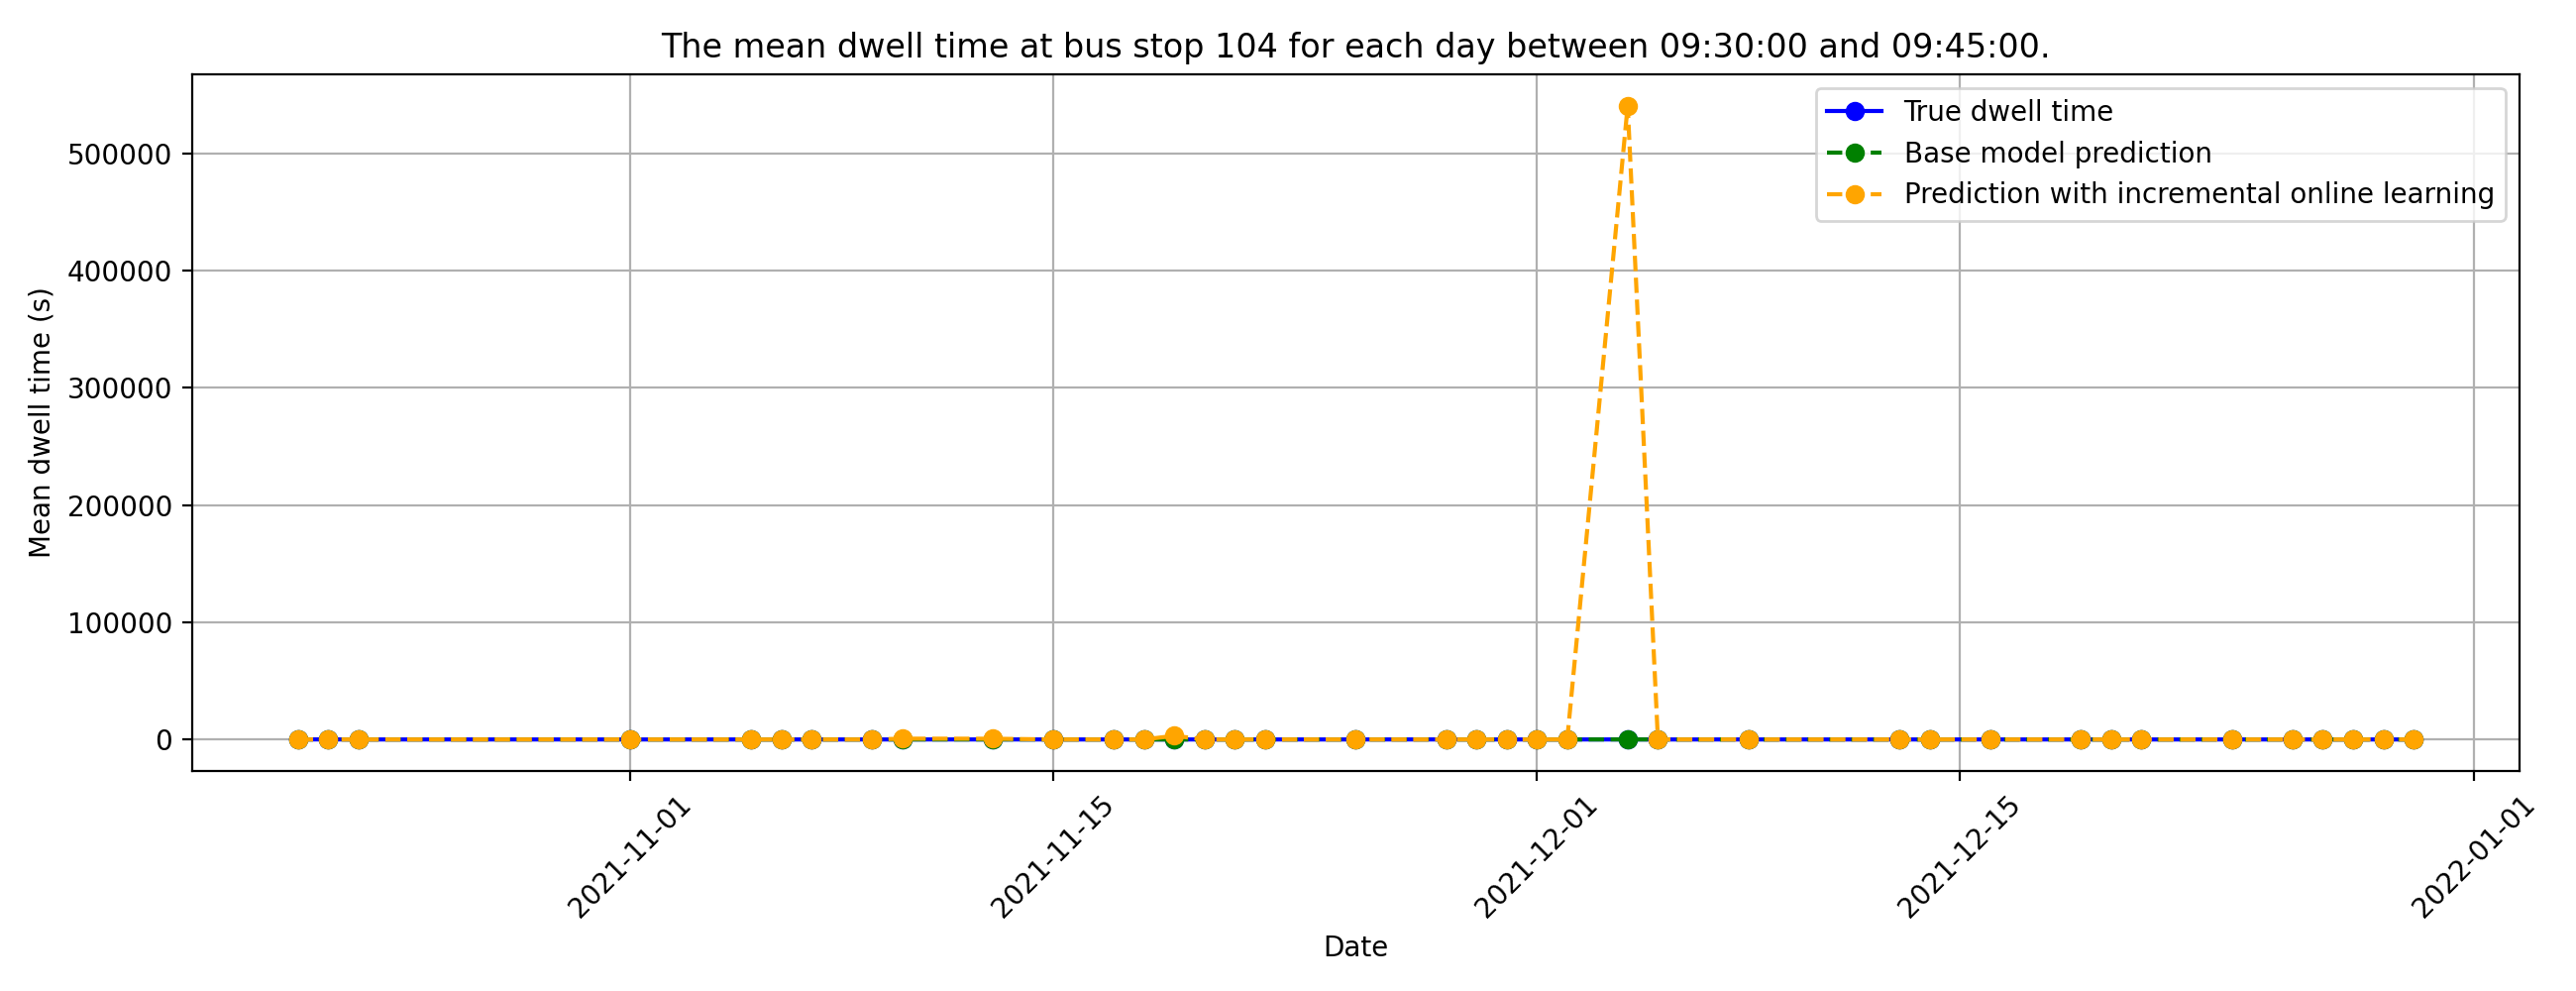 The mean dwell time at bus stop 104 for each day between 09:30:00 and 09:45:00.
True dwell time
Base model prediction
Prediction with incremental online learning
Mean dwell time (s)
500000
400000
300000
200000
100000
0
2021-11-01
2021-11-15
2021-12-01
2021-12-15
2022-01-01
Date